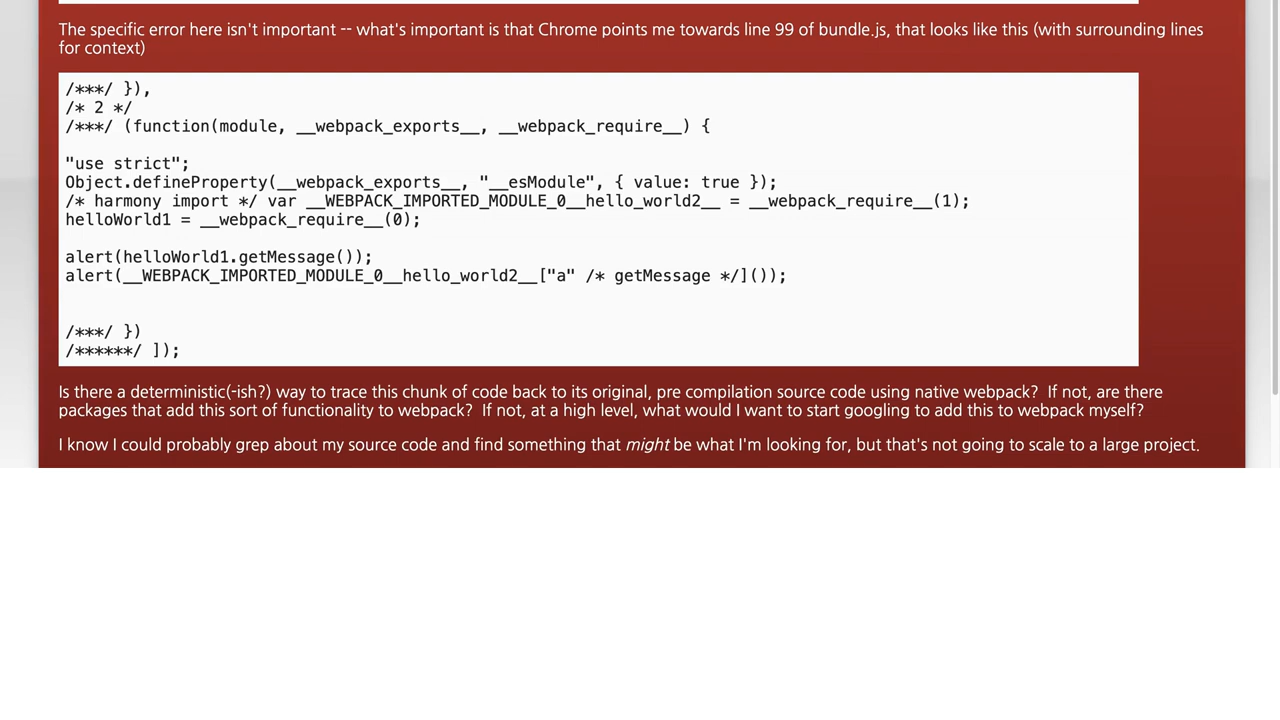 The specific error here isn't important -- what's important is that Chrome points me towards line 99 of bundle.js, that looks like this (with surrounding lines
for context)
/***/ }),
/* 2 */
/***/ (function(module, __webpack_exports__, __webpack_require__) {
"use strict";
Object.defineProperty(__webpack_exports__, "__esModule", { value: true });
/* harmony import */ var __WEBPACK_IMPORTED_MODULE_0__hello_world2__ = __webpack_require__(1);
helloWorld1 = __webpack_require__(0);
alert(helloWorld1.getMessage());
alert(__WEBPACK_IMPORTED_MODULE_0__hello_world2__["a" /* getMessage */]());
/***/ })
/******/ ]);
Is there a deterministic(-ish?) way to trace this chunk of code back to its original, pre compilation source code using native webpack?  If not, are there
packages that add this sort of functionality to webpack?  If not, at a high level, what would I want to start googling to add this to webpack myself?
I know I could probably grep about my source code and find something that might be what I'm looking for, but that's not going to scale to a large project.